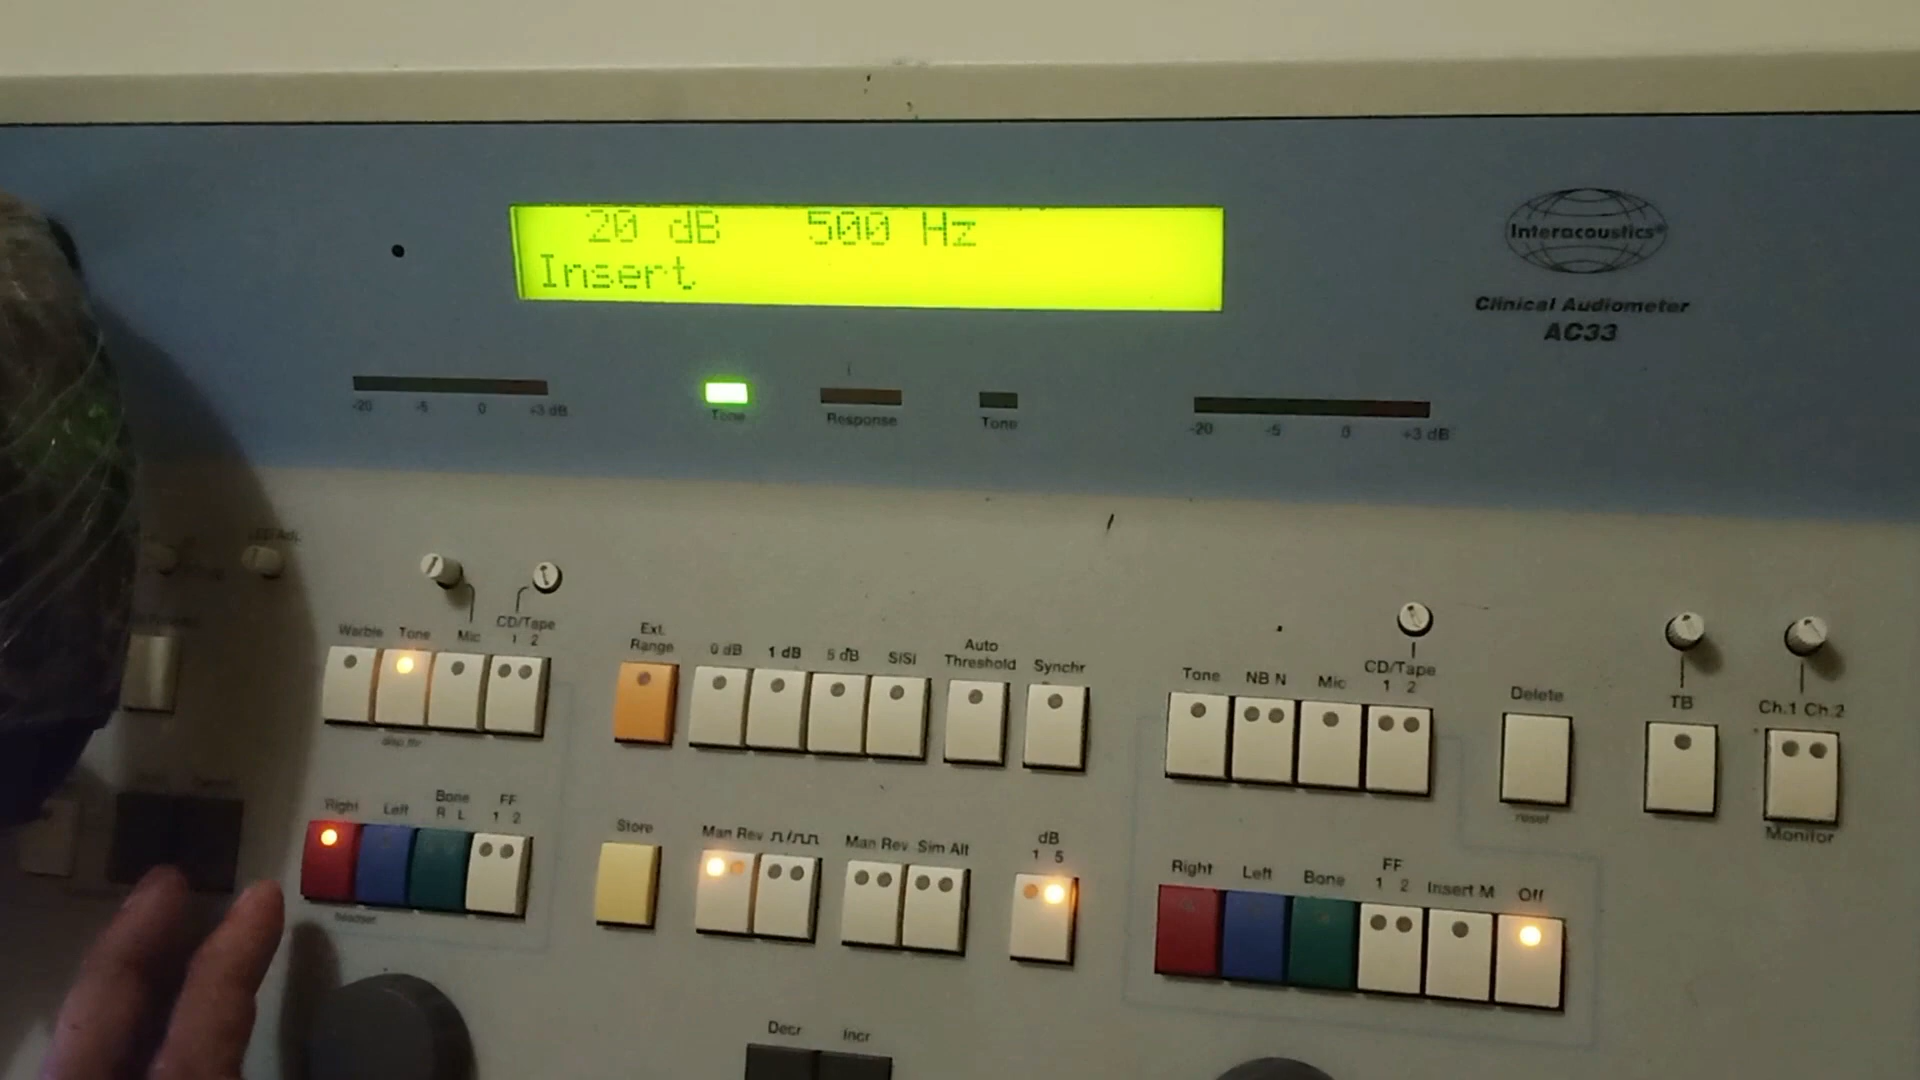 20 dB 500 Hz
Insert
Interacoustics®
Clinical Audiometer
AC33
-20 -5 0 +3 dB
Tone
Response
Tone
-20 -5 0 +3 dB
Warble Tone Mic CD/Tape
1 2
Ext.
Range
0 dB 1 dB 5 dB SISI
Auto
Threshold
Synchr
Tone NB N Mic CD/Tape
1 2
Delete
reset
TB
Ch.1 Ch.2
Monitor
Right Left Bone FF
R L 1 2
headset
Store
Man Rev
Man Rev Sim Alt
dB
1 5
Right Left Bone FF Insert M Off
1 2
Decr Incr